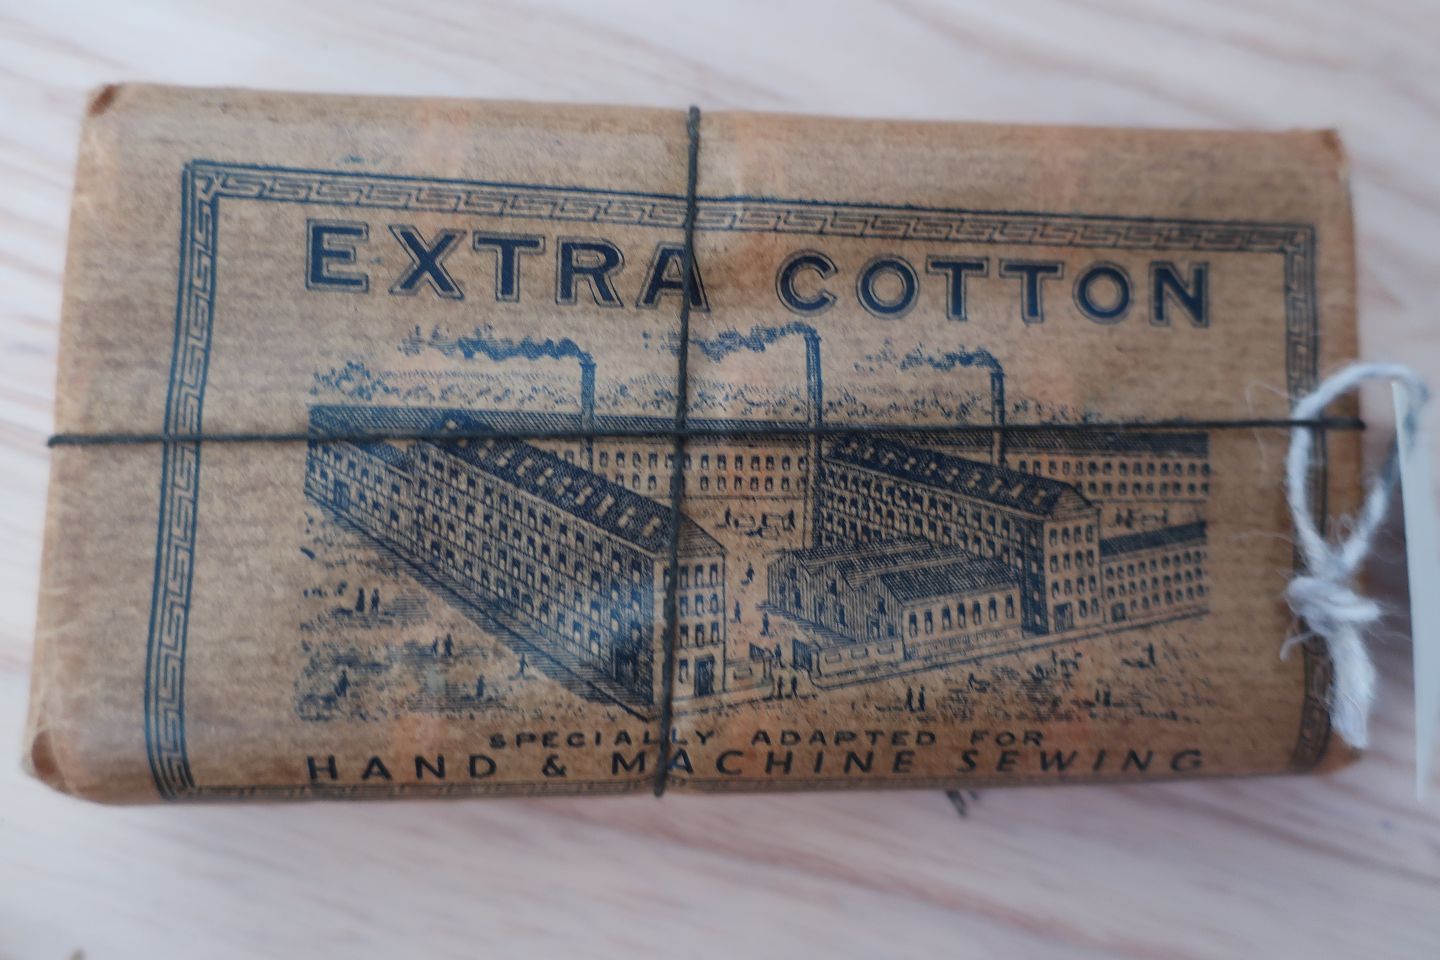 EXTRA COTTON
SPECIALLY ADAPTED FOR
HAND & MACHINE SEWING